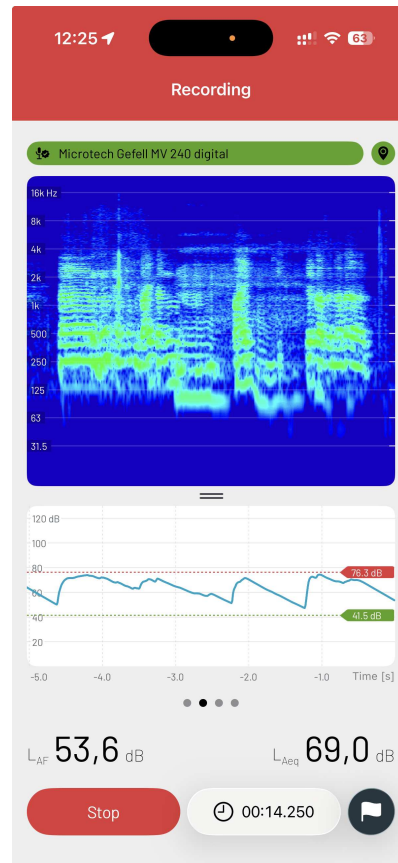 12:25
63
Recording
Microtech Gefell MV 240 digital
16k Hz
8k
4k
2k
1k
500
250
125
63
31.5
120 dB
100
80
76.3 dB
60
40
41.5 dB
20
-5.0 -4.0 -3.0 -2.0 -1.0 Time [s]
LAF 53,6 dB LAeq 69,0 dB
Stop 00:14.250